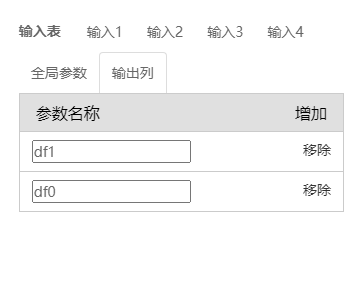 输入表 输入1 输入2 输入3 输入4
全局参数 输出列
参数名称 增加
df1 移除
df0 移除